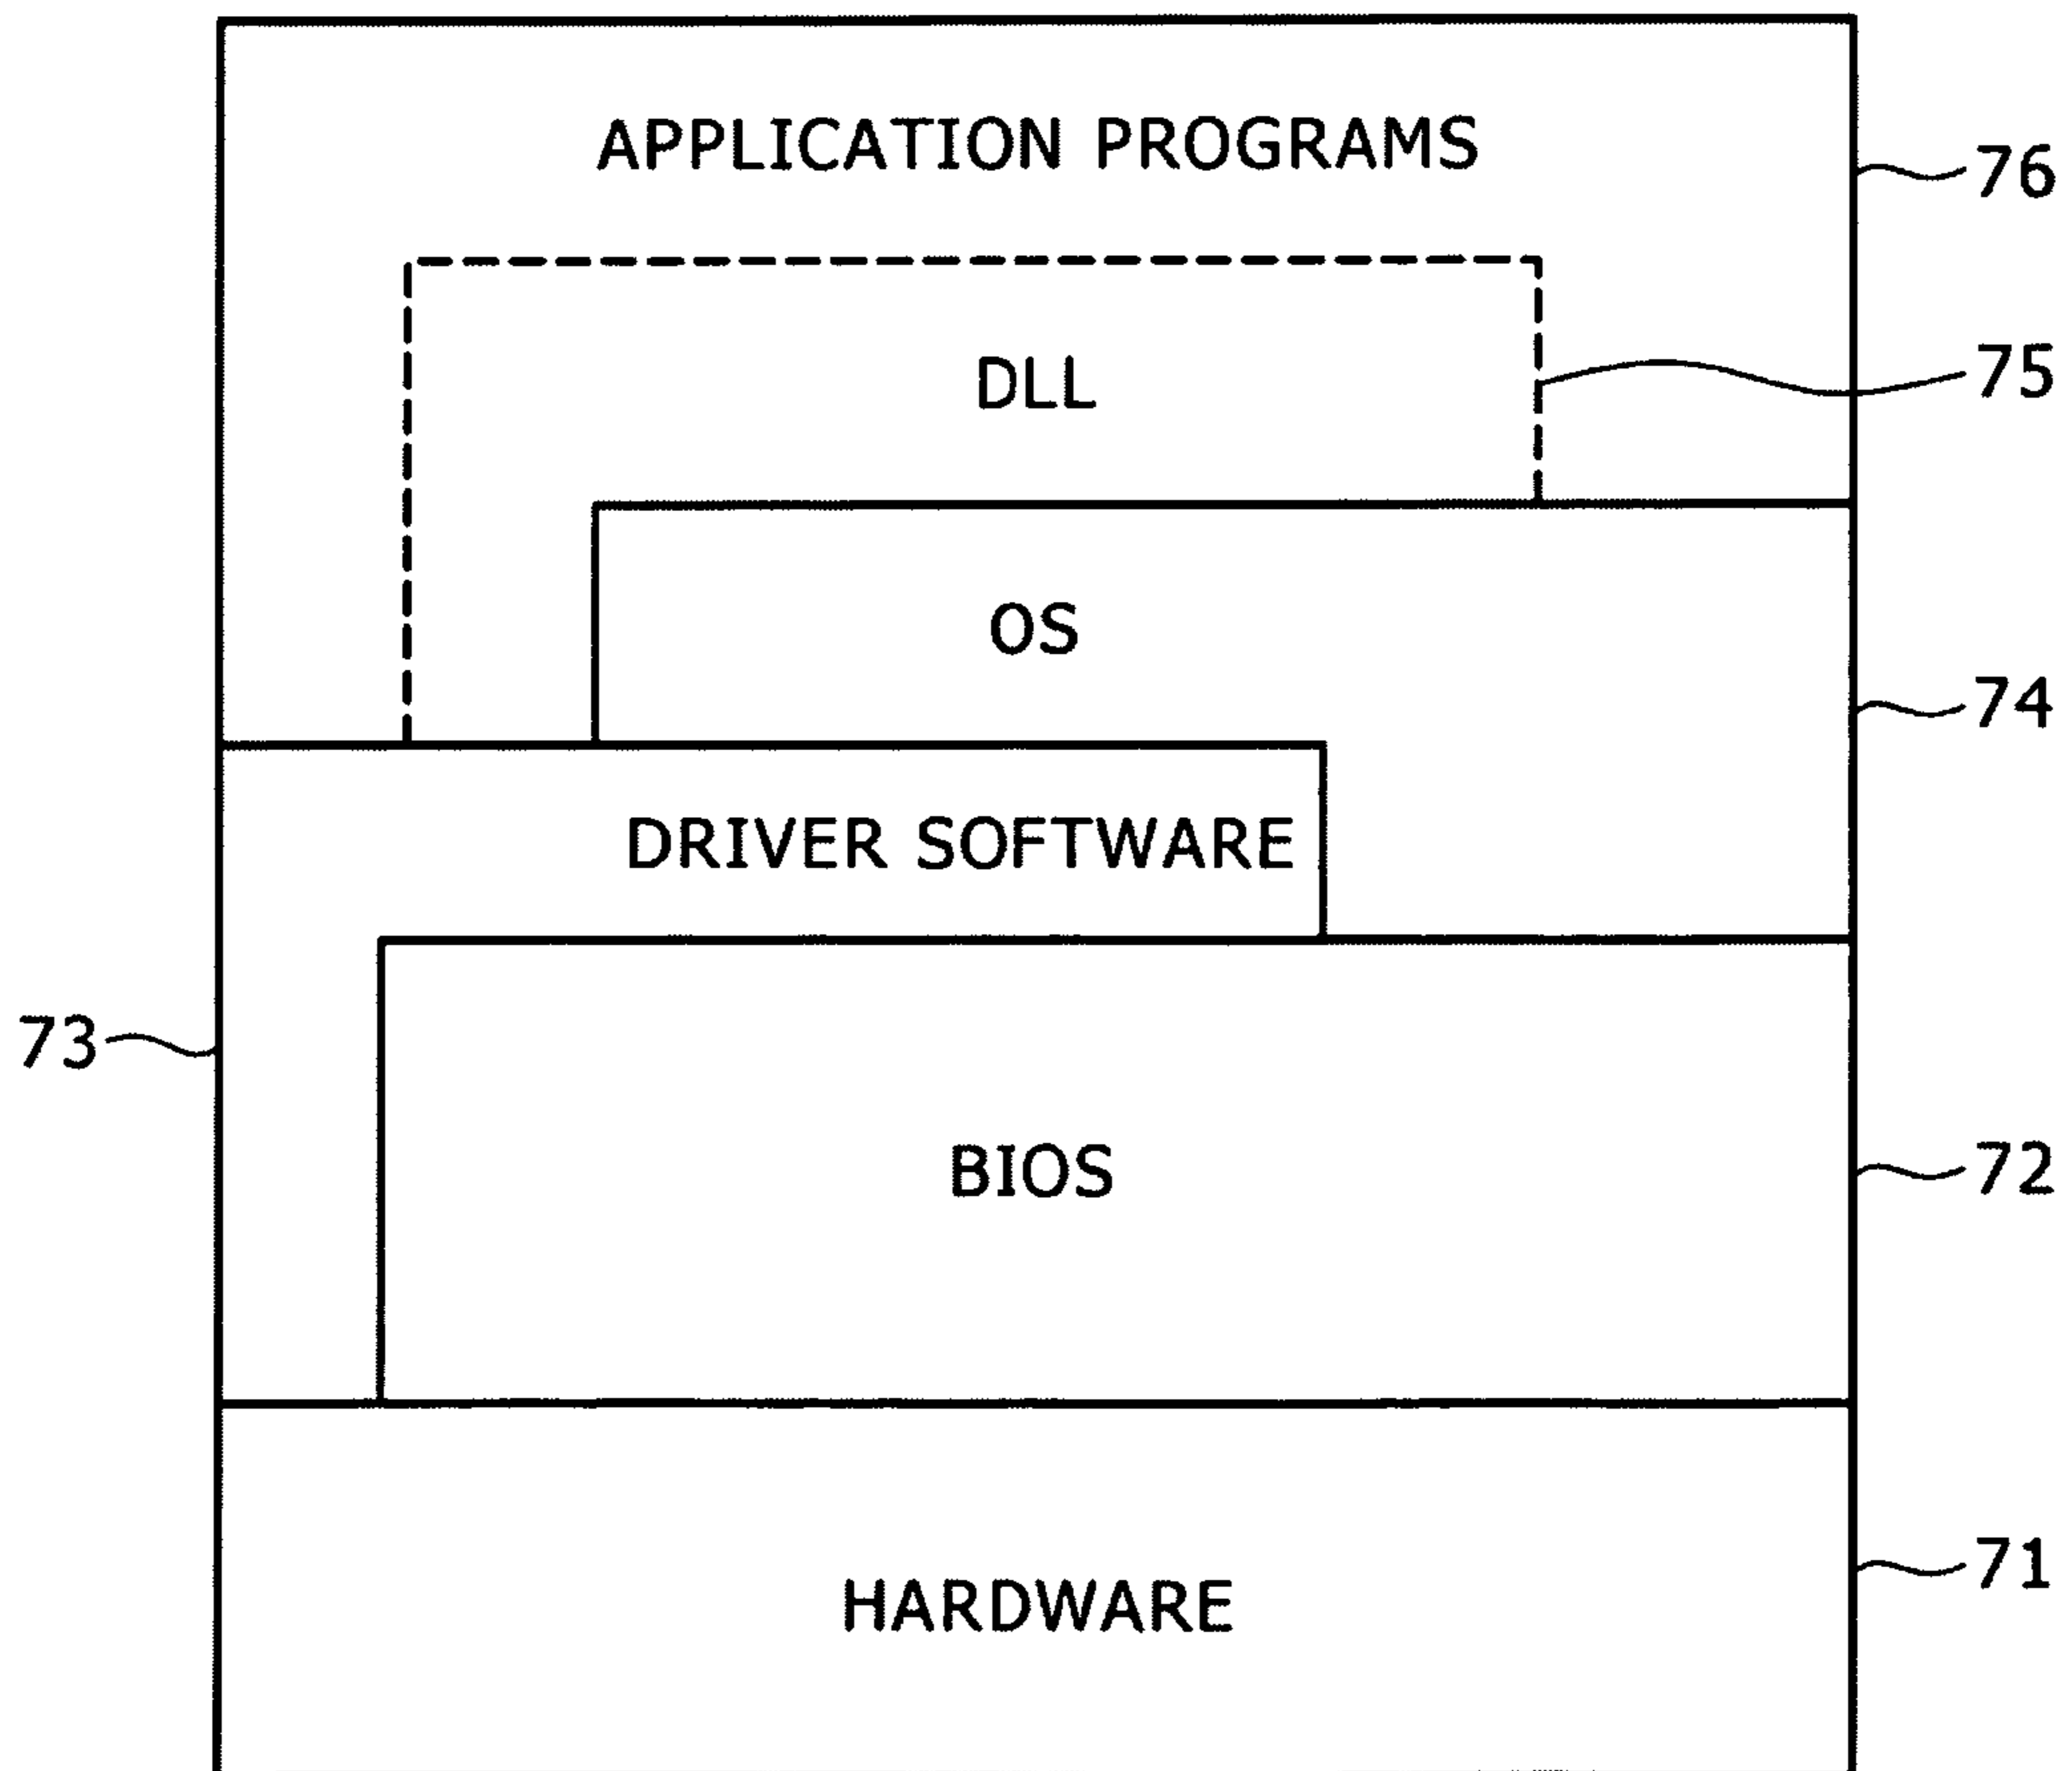 APPLICATION PROGRAMS
76
DLL
75
OS
74
DRIVER SOFTWARE
73
BIOS
72
HARDWARE
71